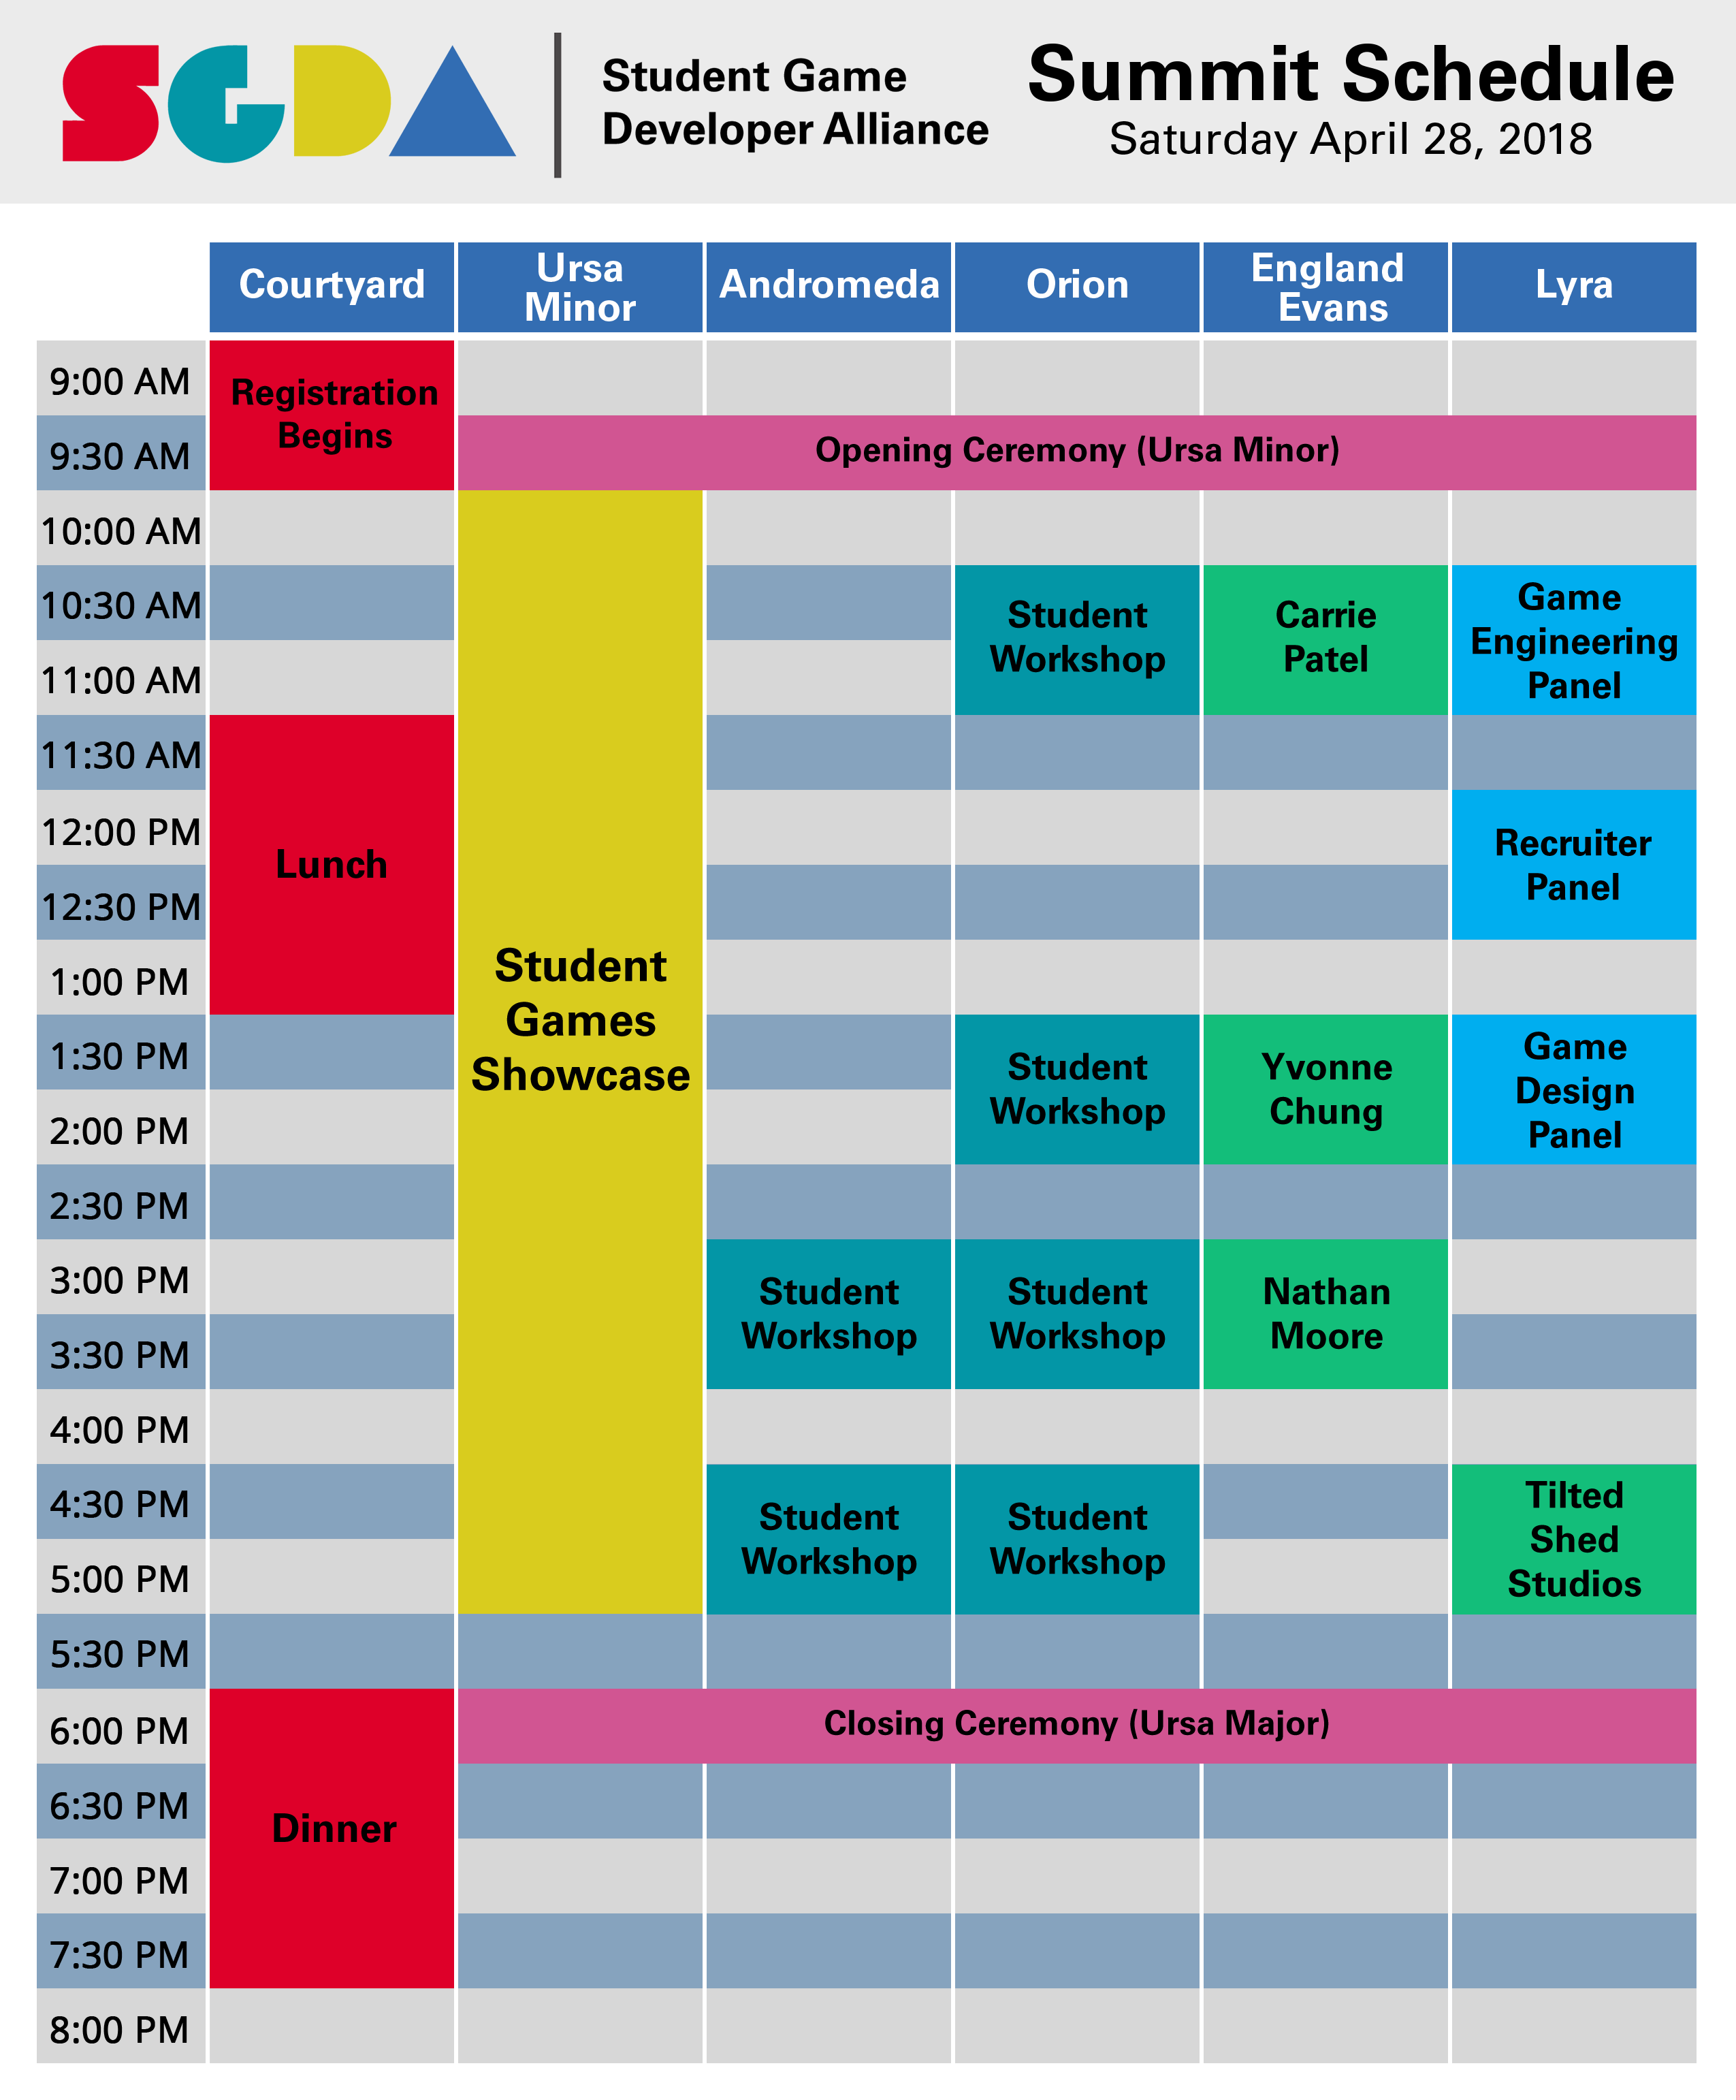 SGDA
Student Game
Developer Alliance
Summit Schedule
Saturday April 28, 2018
Courtyard
Ursa
Minor
Andromeda
Orion
England
Evans
Lyra
9:00 AM
Registration
Begins
9:30 AM
Opening Ceremony (Ursa Minor)
10:00 AM
10:30 AM
Student
Workshop
Carrie
Patel
Game
Engineering
Panel
11:00 AM
11:30 AM
Lunch
12:00 PM
Recruiter
Panel
12:30 PM
Student
Games
Showcase
1:00 PM
1:30 PM
Student
Workshop
Yvonne
Chung
Game
Design
Panel
2:00 PM
2:30 PM
3:00 PM
Student
Workshop
Student
Workshop
Nathan
Moore
3:30 PM
4:00 PM
4:30 PM
Student
Workshop
Student
Workshop
Tilted
Shed
Studios
5:00 PM
5:30 PM
6:00 PM
Closing Ceremony (Ursa Major)
6:30 PM
Dinner
7:00 PM
7:30 PM
8:00 PM